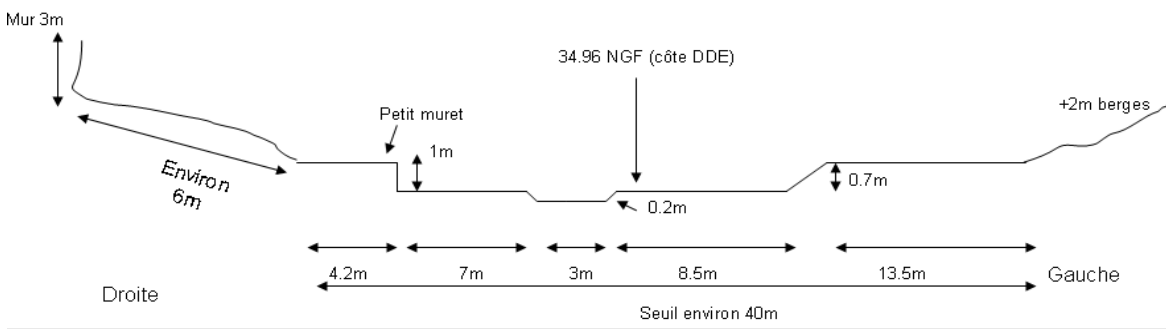 Mur 3m
34.96 NGF (côte DDE)
+2m berges
Petit muret
1m
Environ
6m
0.7m
0.2m
4.2m
7m
3m
8.5m
13.5m
Gauche
Droite
Seuil environ 40m